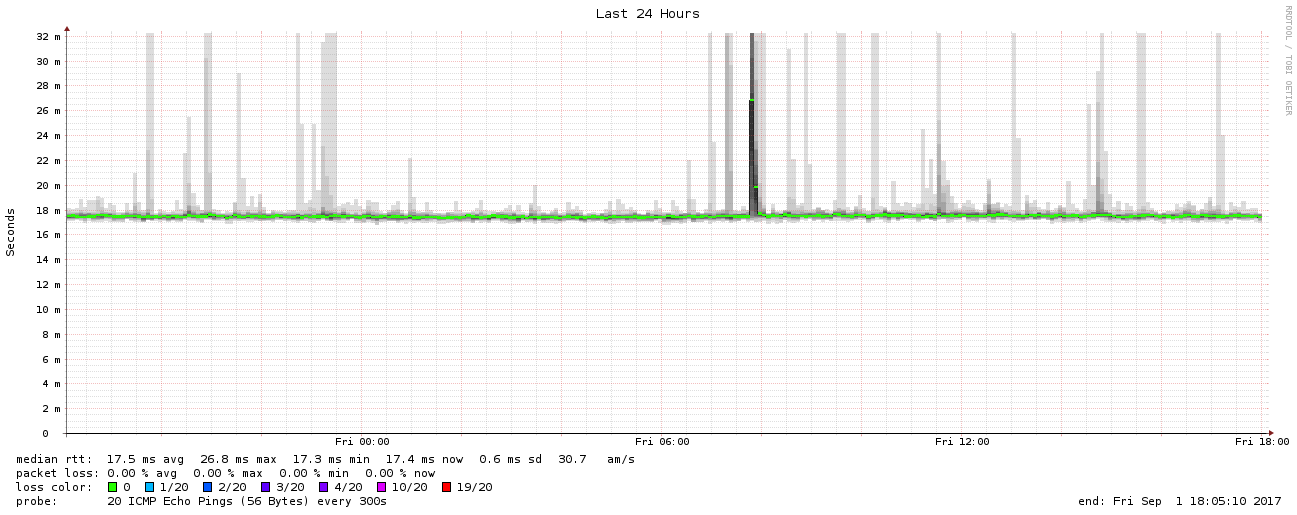 Last 24 Hours
RRDTOOL / TOBI OETIKER
Seconds
32 m
30 m
28 m
26 m
24 m
22 m
20 m
18 m
16 m
14 m
12 m
10 m
8 m
6 m
4 m
2 m
0
Fri 00:00 Fri 06:00 Fri 12:00 Fri 18:00
median rtt: 17.5 ms avg 26.8 ms max 17.3 ms min 17.4 ms now 0.6 ms sd 30.7 am/s
packet loss: 0.00 % avg 0.00 % max 0.00 % min 0.00 % now
loss color: 0 1/20 2/20 3/20 4/20 10/20 19/20
probe: 20 ICMP Echo Pings (56 Bytes) every 300s end: Fri Sep 1 18:05:10 2017